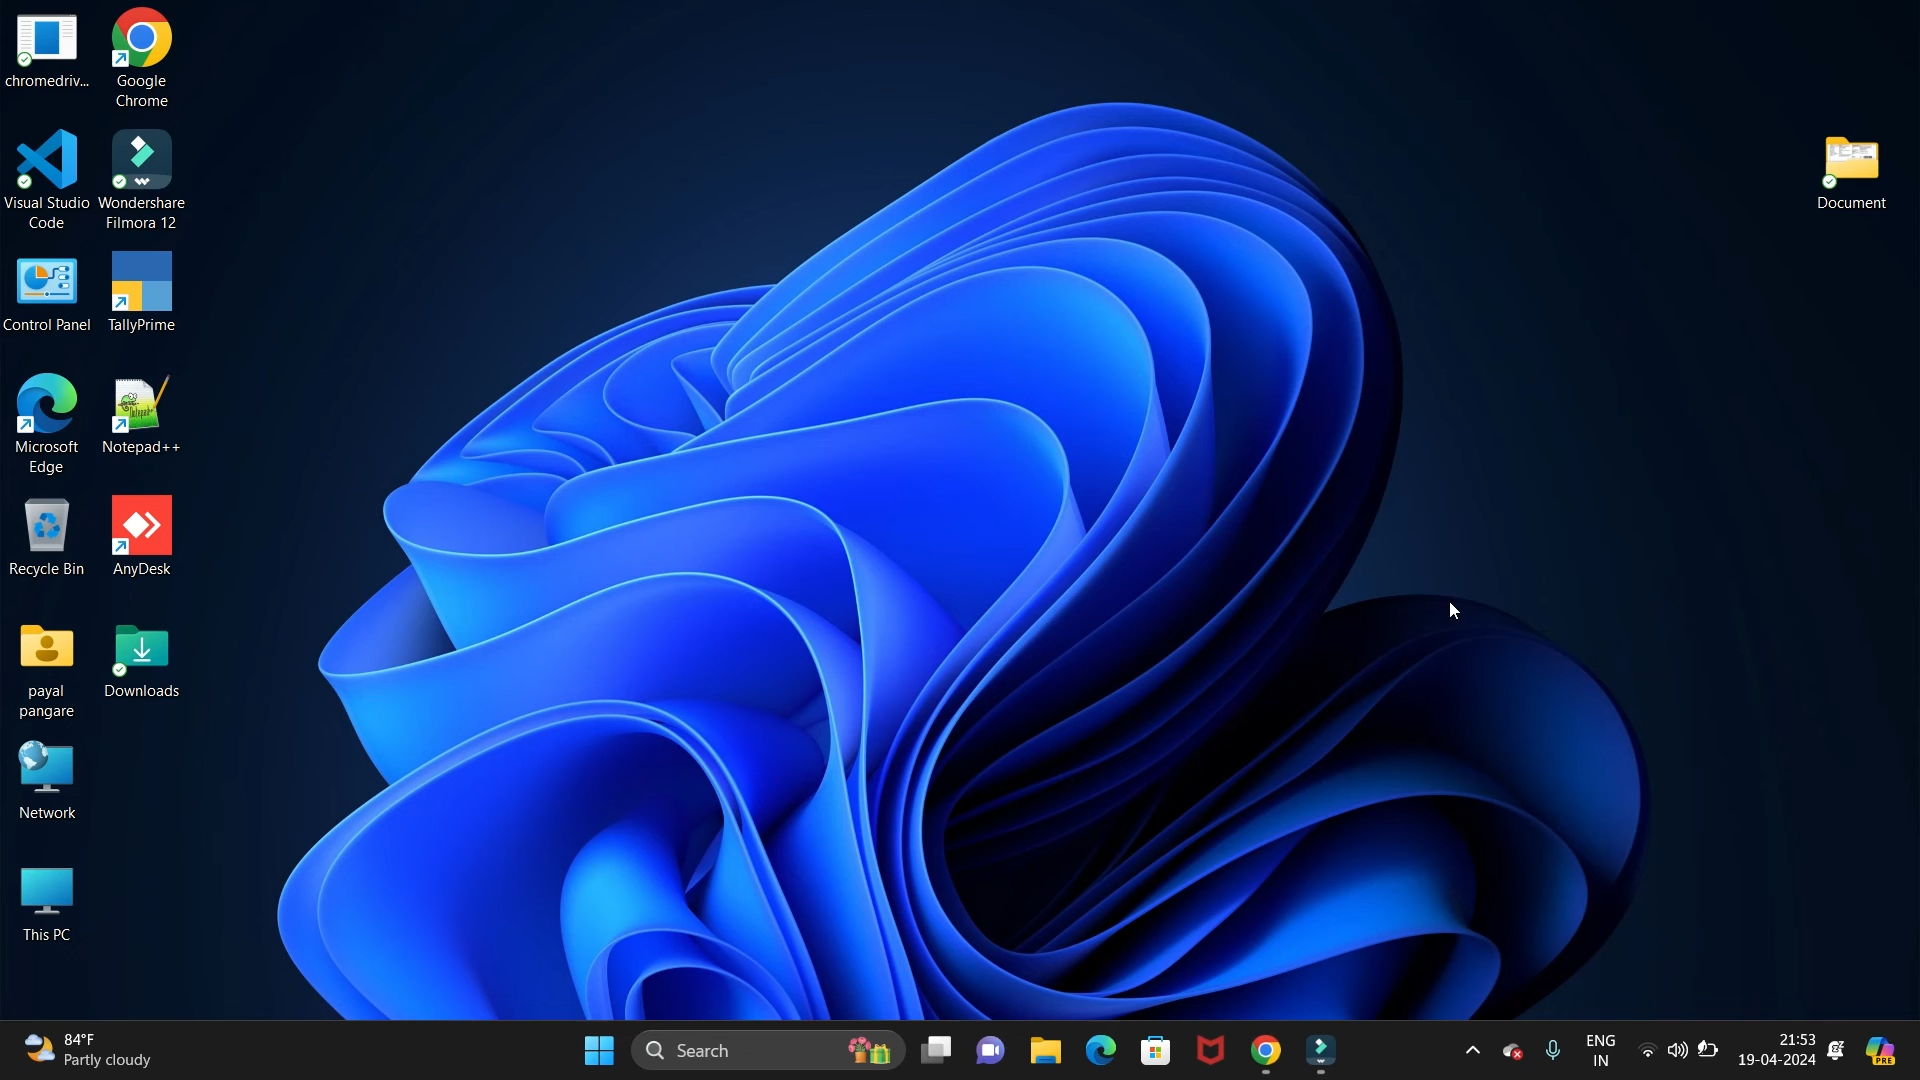 chromedriv...
Google
Chrome
Visual Studio
Code
Wondershare
Filmora 12
Control Panel
TallyPrime
Microsoft
Edge
Notepad++
Recycle Bin
AnyDesk
payal
pangare
Downloads
Network
This PC
Document
84°F
Partly cloudy
Search
ENG
IN
21:53
19-04-2024
PRE